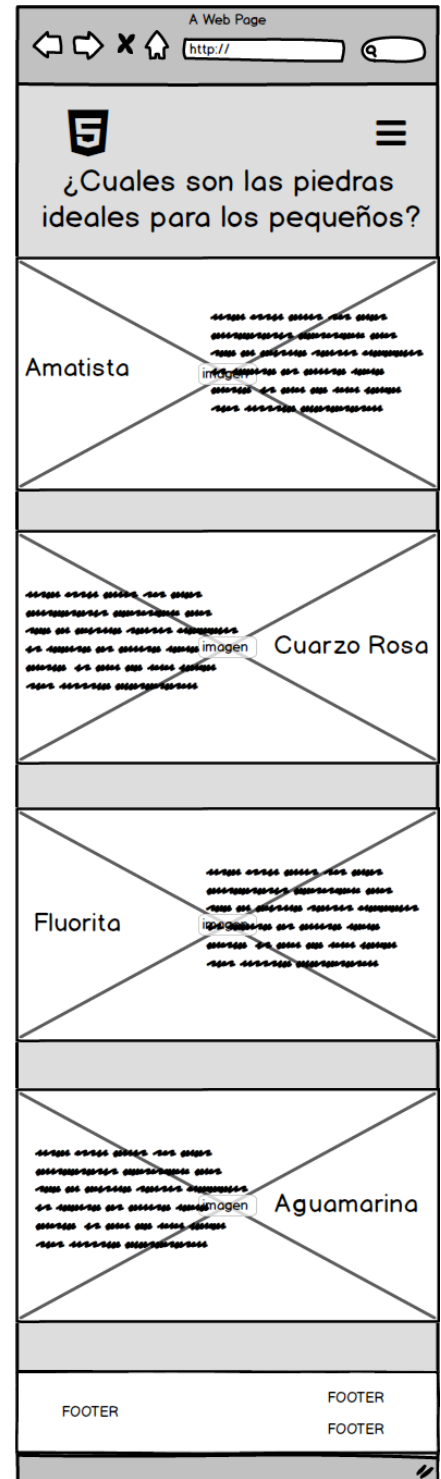 A Web Page
http://
5
¿Cuales son las piedras
ideales para los pequeños?
Amatista
imagen
imagen
Cuarzo Rosa
Fluorita
imagen
imagen
Aguamarina
FOOTER
FOOTER
FOOTER